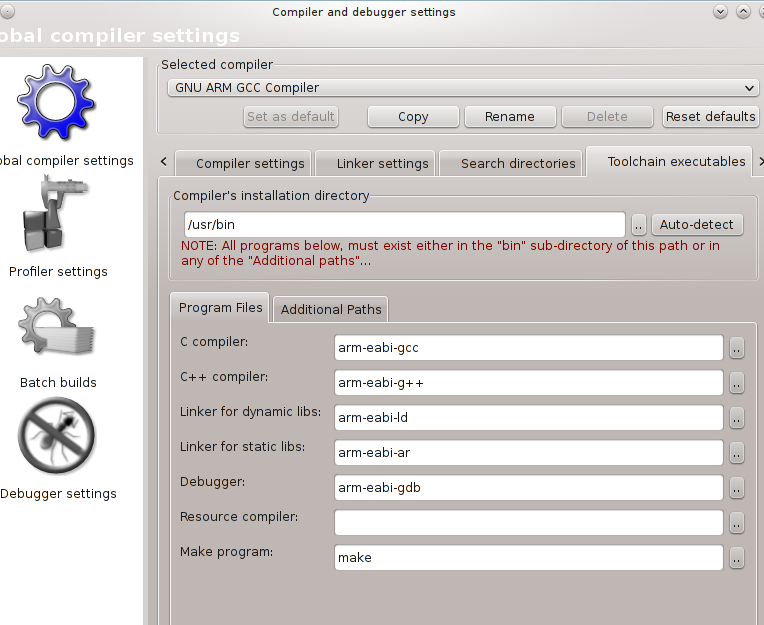 Compiler and debugger settings
obal compiler settings
Selected compiler
GNU ARM GCC Compiler
Set as default
Copy
Rename
Delete
Reset defaults
obal compiler settings
Profiler settings
Batch builds
Debugger settings
Compiler settings
Linker settings
Search directories
Toolchain executables
Compiler's installation directory
/usr/bin
..
Auto-detect
NOTE: All programs below, must exist either in the "bin" sub-directory of this path or in
any of the "Additional paths"...
Program Files
Additional Paths
C compiler:
arm-eabi-gcc
..
C++ compiler:
arm-eabi-g++
..
Linker for dynamic libs:
arm-eabi-ld
..
Linker for static libs:
arm-eabi-ar
..
Debugger:
arm-eabi-gdb
..
Resource compiler:
..
Make program:
make
..